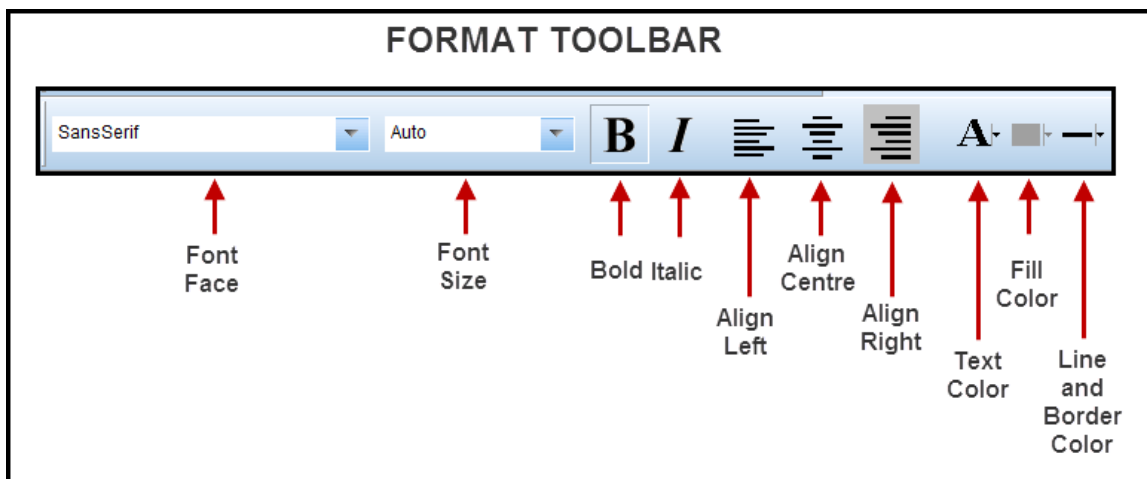 FORMAT TOOLBAR
SansSerif
Auto
B
I
A
Font
Face
Font
Size
Bold
Italic
Align
Left
Align
Centre
Align
Right
Text
Color
Fill
Color
Line
and
Border
Color